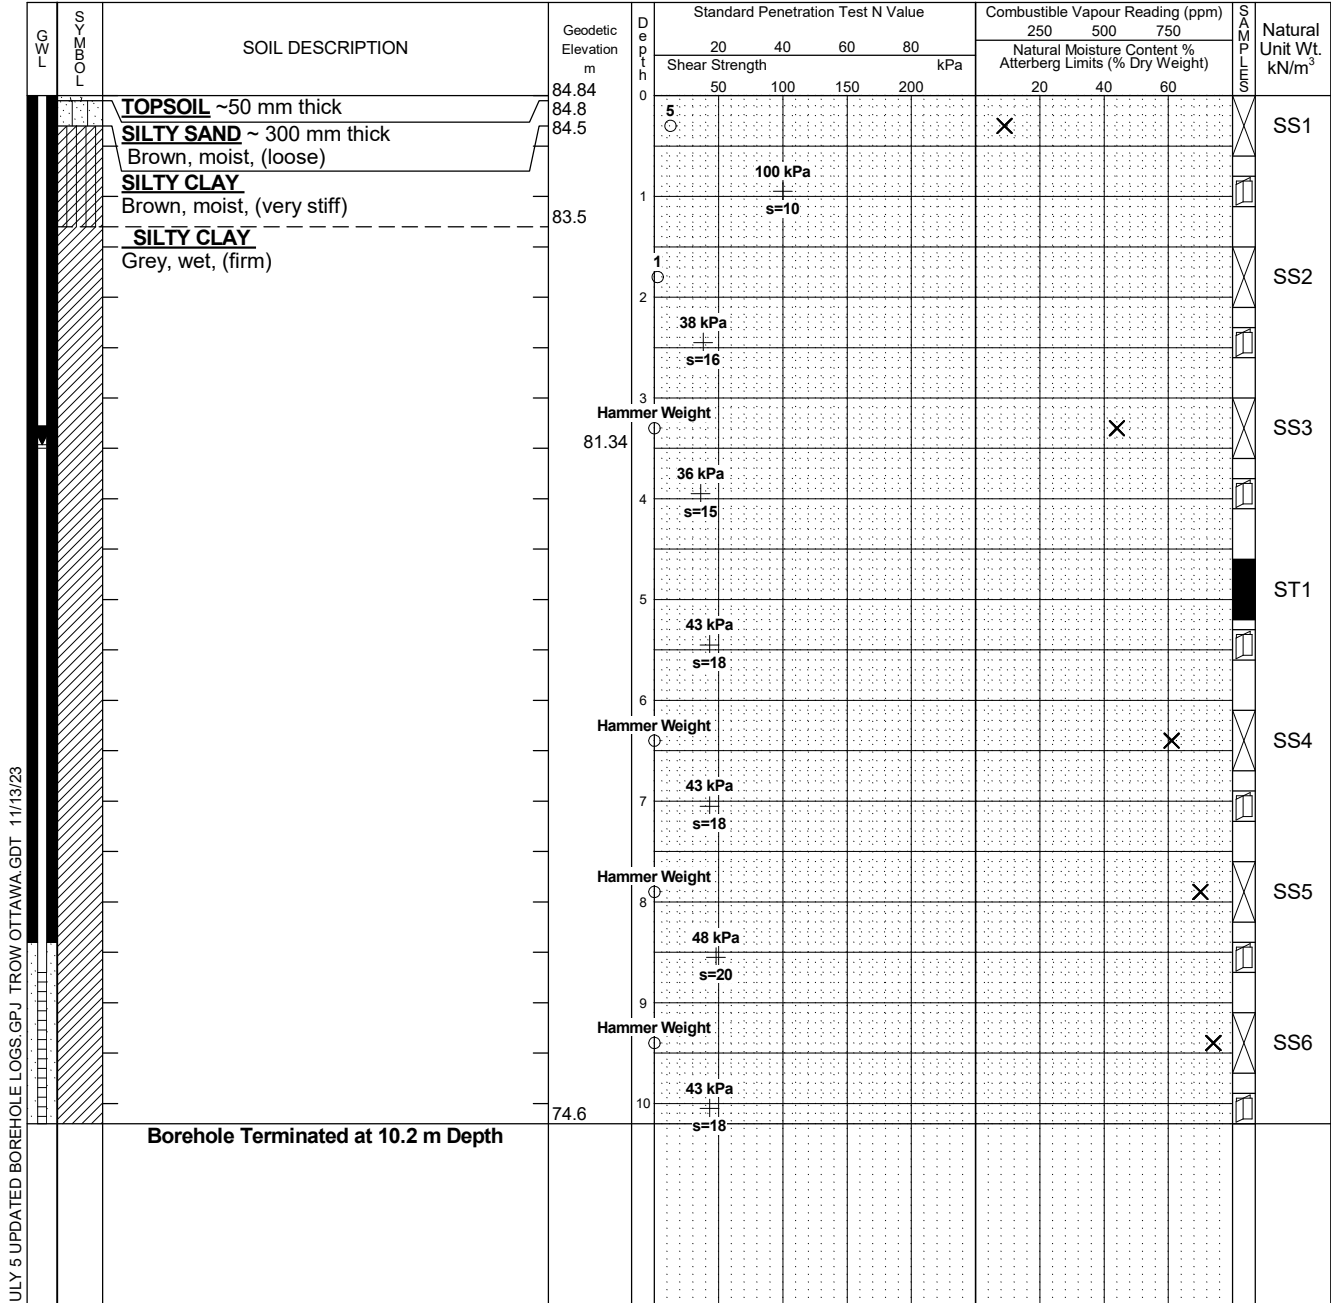 GWL
SYMBOL
SOIL DESCRIPTION
Geodetic
Elevation
m
Depth
Standard Penetration Test N Value
20 40 60 80
Shear Strength kPa
50 100 150 200
Combustible Vapour Reading (ppm)
250 500 750
Natural Moisture Content %
Atterberg Limits (% Dry Weight)
20 40 60
SAMPLES
Natural
Unit Wt.
kN/m³
84.84
0
TOPSOIL ~50 mm thick
84.8
5
SS1
SILTY SAND ~ 300 mm thick
84.5
Brown, moist, (loose)
SILTY CLAY
100 kPa
Brown, moist, (very stiff)
1
s=10
83.5
SILTY CLAY
Grey, wet, (firm)
1
SS2
2
38 kPa
s=16
3
Hammer Weight
SS3
81.34
36 kPa
4
s=15
ST1
5
43 kPa
s=18
6
Hammer Weight
SS4
43 kPa
7
s=18
Hammer Weight
SS5
8
48 kPa
s=20
9
Hammer Weight
SS6
43 kPa
10
74.6
s=18
Borehole Terminated at 10.2 m Depth
ULY 5 UPDATED BOREHOLE LOGS.GPJ TROW OTTAWA.GDT 11/13/23